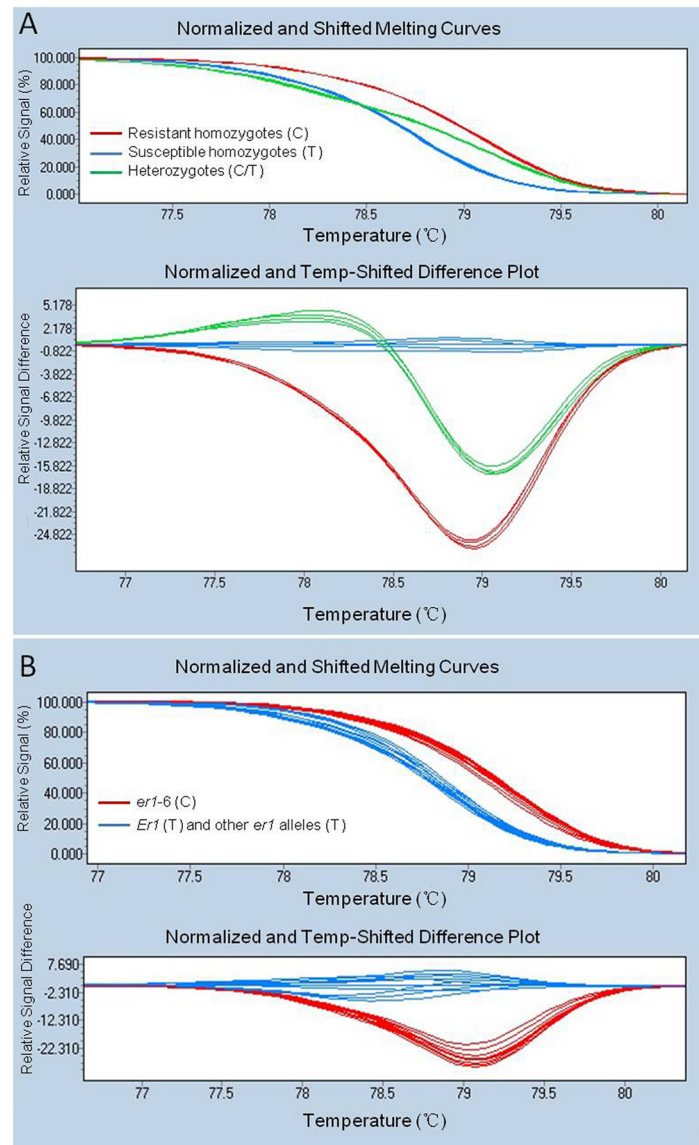 A
Normalized and Shifted Melting Curves
Relative Signal (%)
100.000
80.000
60.000
40.000
20.000
0.000
Resistant homozygotes (C)
Susceptible homozygotes (T)
Heterozygotes (C/T)
77.5 78 78.5 79 79.5 80
Temperature (℃)
Normalized and Temp-Shifted Difference Plot
Relative Signal Difference
5.178
2.178
-0.822
-3.822
-6.822
-9.822
-12.822
-15.822
-18.822
-21.822
-24.822
77 77.5 78 78.5 79 79.5 80
Temperature (℃)
B
Normalized and Shifted Melting Curves
Relative Signal (%)
100.000
80.000
60.000
40.000
20.000
0.000
er1-6 (C)
Er1 (T) and other er1 alleles (T)
77 77.5 78 78.5 79 79.5 80
Temperature (℃)
Normalized and Temp-Shifted Difference Plot
Relative Signal Difference
7.690
-2.310
-12.310
-22.310
77 77.5 78 78.5 79 79.5 80
Temperature (℃)